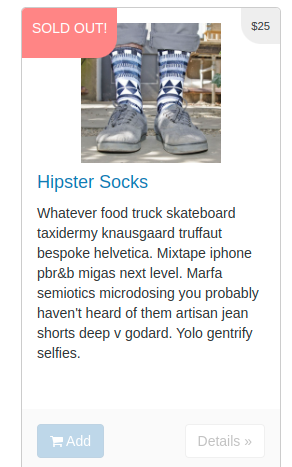 SOLD OUT!
$25
Hipster Socks
Whatever food truck skateboard
taxidermy knausgaard truffaut
bespoke helvetica. Mixtape iphone
pbr&b migas next level. Marfa
semiotics microdosing you probably
haven't heard of them artisan jean
shorts deep v godard. Yolo gentrify
selfies.
Add
Details »